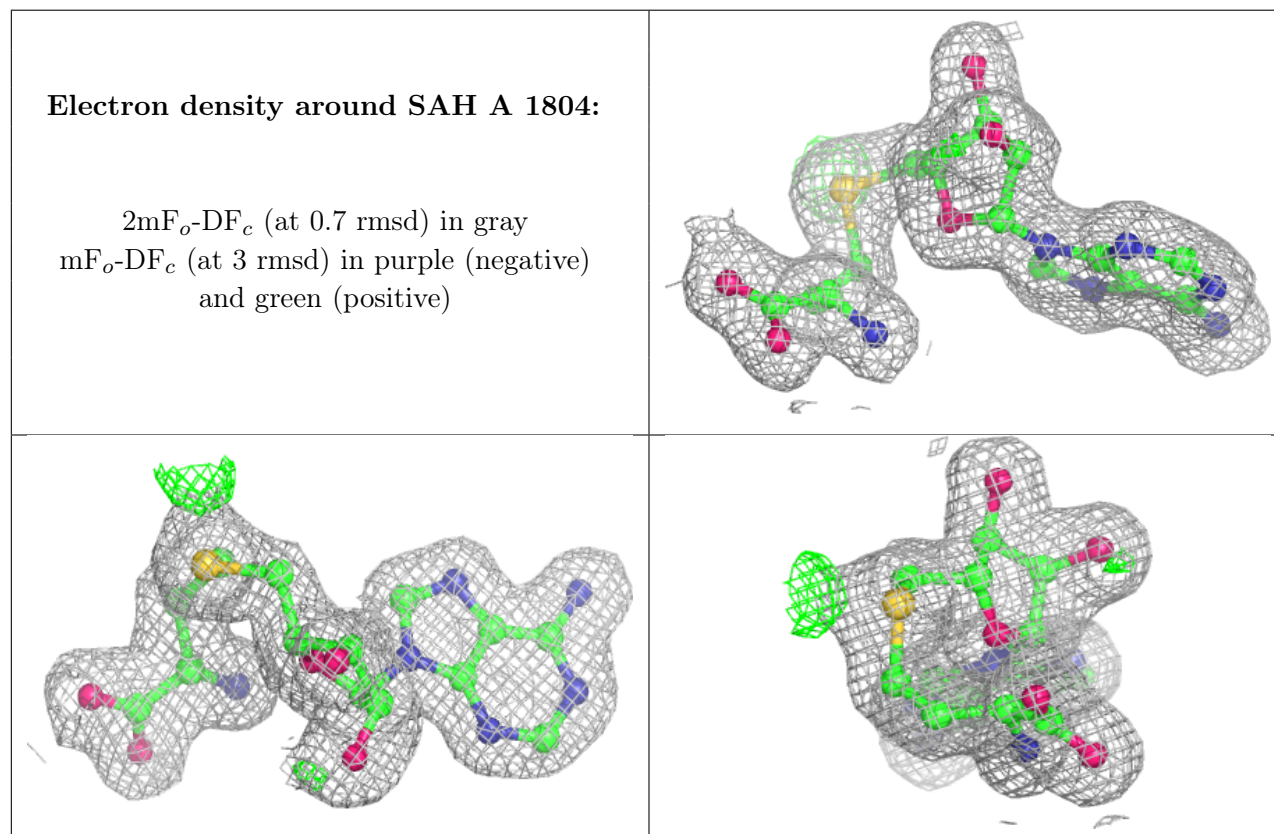 Electron density around SAH A 1804:
2mFo-DFc (at 0.7 rmsd) in gray
mFo-DFc (at 3 rmsd) in purple (negative)
and green (positive)